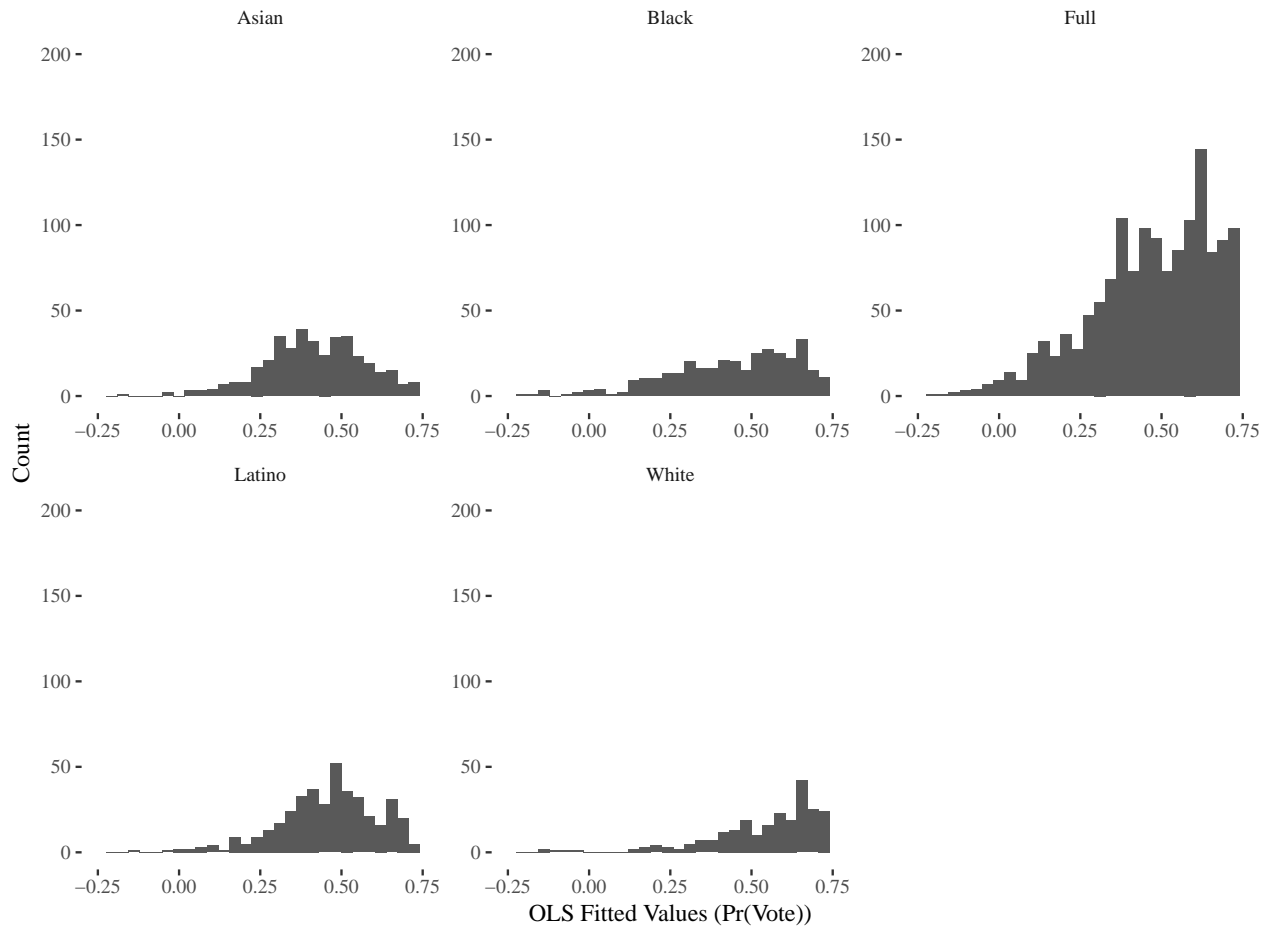 Asian Black Full
200 200 200
150 150 150
100 100 100
50 50 50
0 0 0
−0.25 0.00 0.25 0.50 0.75 −0.25 0.00 0.25 0.50 0.75 −0.25 0.00 0.25 0.50 0.75
Count
Latino White
200 200
150 150
100 100
50 50
0 0
−0.25 0.00 0.25 0.50 0.75 −0.25 0.00 0.25 0.50 0.75
OLS Fitted Values (Pr(Vote))